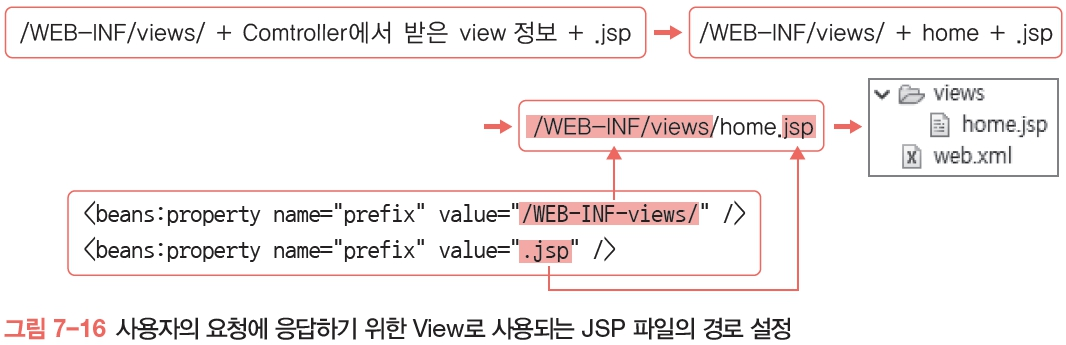 /WEB-INF/views/ + Comtroller에서 받은 view 정보 + .jsp
/WEB-INF/views/ + home + .jsp
/WEB-INF/views/home.jsp
views
home.jsp
web.xml
<beans:property name="prefix" value="/WEB-INF-views/" />
<beans:property name="prefix" value=".jsp" />
그림 7-16 사용자의 요청에 응답하기 위한 View로 사용되는 JSP 파일의 경로 설정